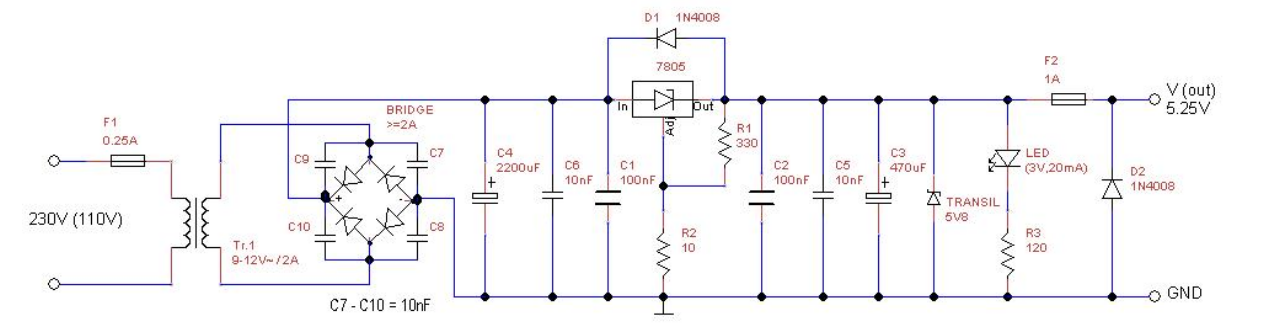 D1 1N4008
7805
In
Out
Adj
F2
1A
V (out)
5.25V
BRIDGE
>=2A
F1
0.25A
C9
C7
C4
2200uF
+
C6
10nF
C1
100nF
R1
330
C2
100nF
C5
10nF
C3
470uF
+
LED
(3V,20mA)
D2
1N4008
230V (110V)
+
-
C10
C8
TRANSIL
5V8
Tr.1
9-12V~/2A
R2
10
R3
120
C7 - C10 = 10nF
GND